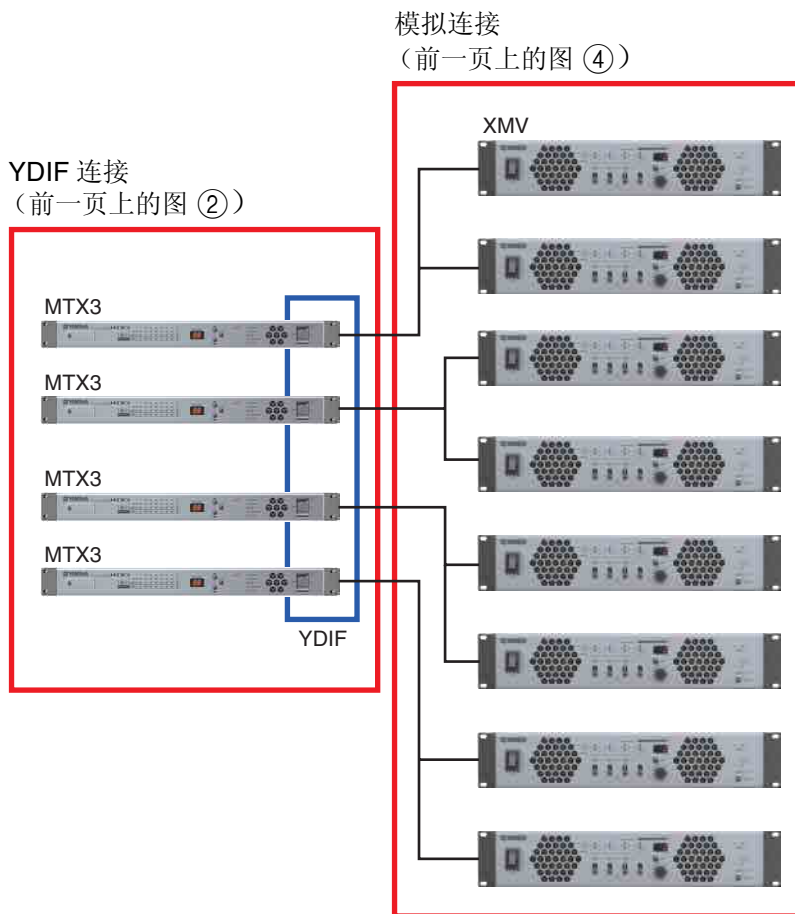 模拟连接
（前一页上的图 ④）
XMV
YDIF 连接
（前一页上的图 ②）
MTX3
MTX3
MTX3
MTX3
YDIF